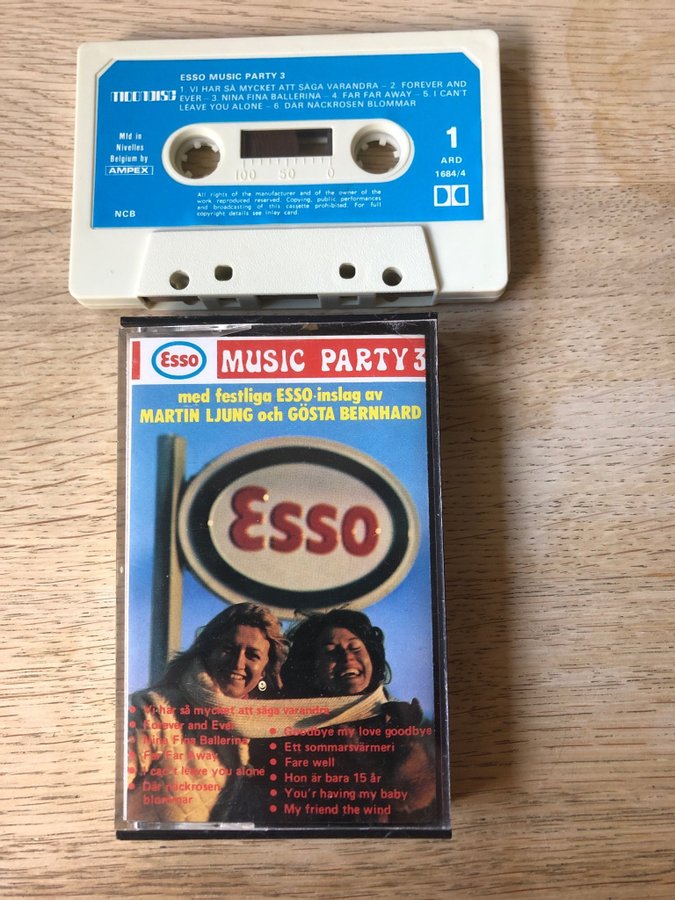 ESSO MUSIC PARTY 3
1. VI HAR SÅ MYCKET ATT SÄGA VARANDRA – 2. FOREVER AND
EVER – 3. NINA FINA BALLERINA – 4. FAR FAR AWAY – 5. I CAN'T
LEAVE YOU ALONE – 6. DÄR NÄCKROSEN BLOMMAR
Mfd in
Nivelles
Belgium by
AMPEX
NCB
100 50 0
1
ARD
1684/4
All rights of the manufacturer and of the owner of the
work reproduced reserved. Copying, public performances
and broadcasting of this cassette prohibited. For full
copyright details see inlay card.
Esso MUSIC PARTY 3
med festliga ESSO-inslag av
MARTIN LJUNG och GÖSTA BERNHARD
Esso
Vi har så mycket att säga varandra
Forever and Ever
Nina Fina Ballerina
Far Far Away
I can't leave you alone
Där näckrosen
blommar
Goodbye my love goodbye
Ett sommarsvärmeri
Fare well
Hon är bara 15 år
You'r having my baby
My friend the wind